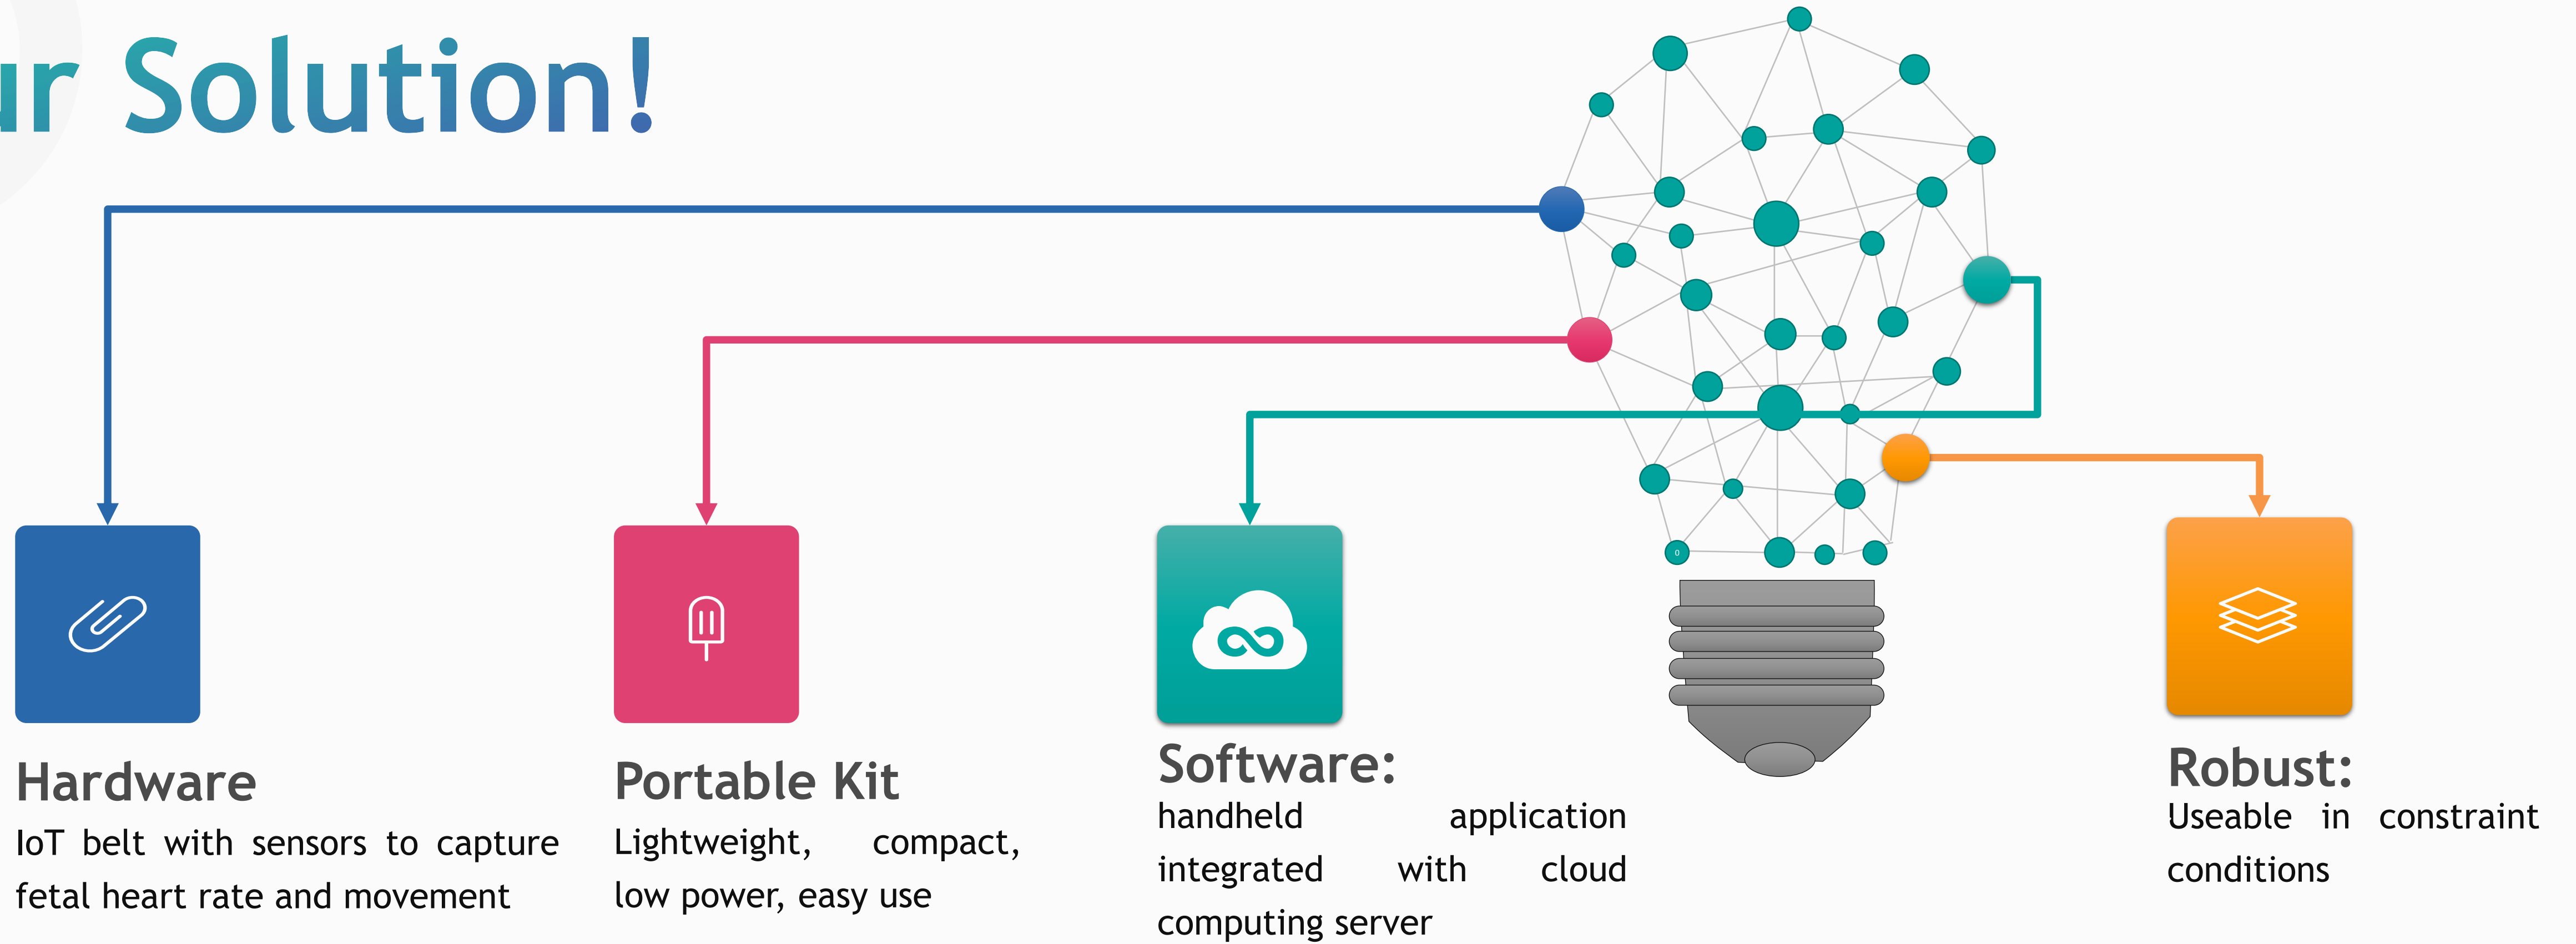 ur Solution!
0
Hardware
IoT belt with sensors to capture
fetal heart rate and movement
Portable Kit
Lightweight, compact,
low power, easy use
Software:
handheld application
integrated with cloud
computing server
Robust:
Useable in constraint
conditions